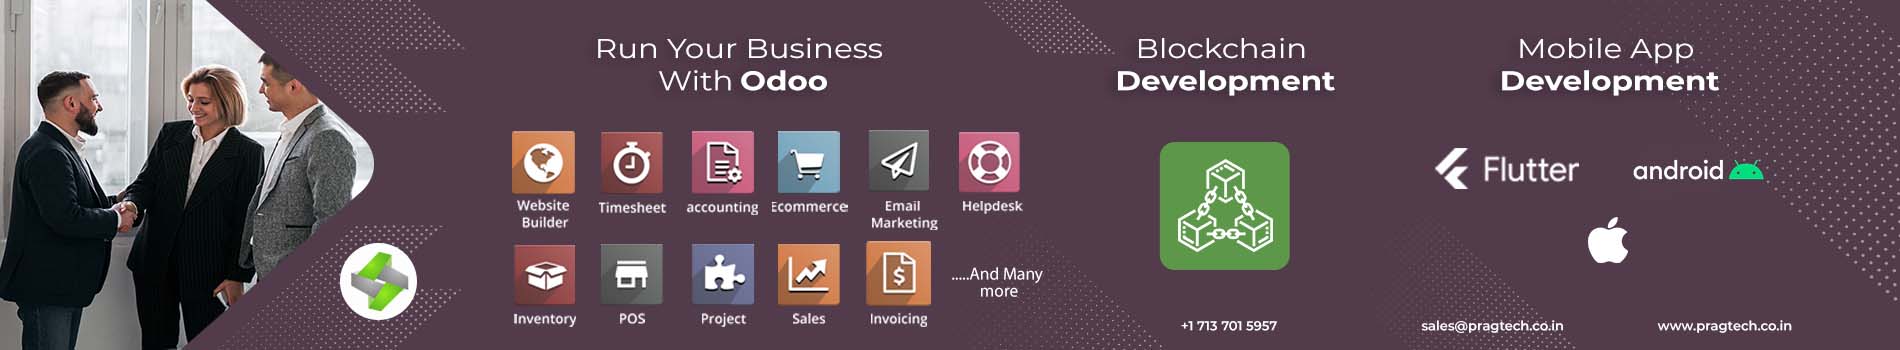 Run Your Business
With Odoo
Website
Builder
Timesheet
accounting
Ecommerce
Email
Marketing
Helpdesk
Inventory
POS
Project
Sales
Invoicing
.....And Many
more
Blockchain
Development
+1 713 701 5957
Mobile App
Development
Flutter
android
sales@pragtech.co.in
www.pragtech.co.in